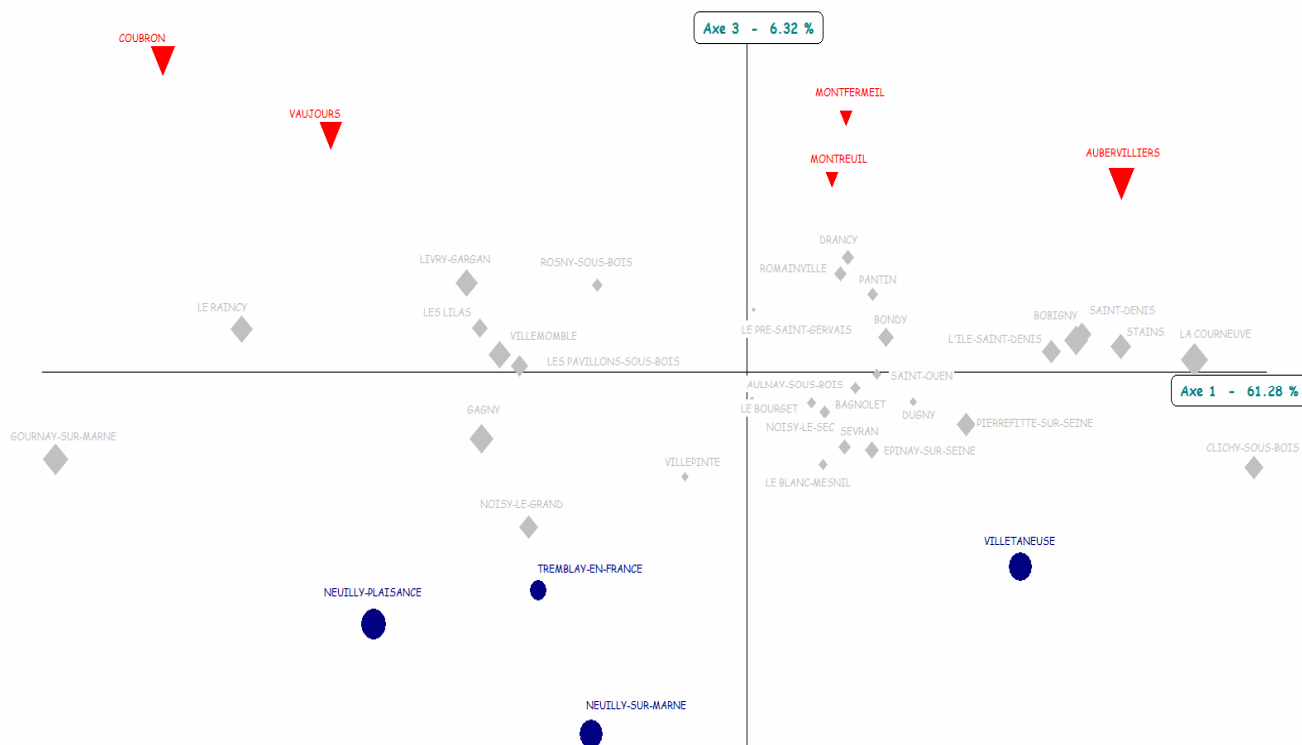 Axe 3 - 6.32 %
COUBRON
MONTFERMEIL
VAUJOURS
AUBERVILLIERS
MONTREUIL
DRANCY
LIVRY-GARGAN
ROSNY-SOUS-BOIS
ROMAINVILLE
PANTIN
LE RAINCY
LES LILAS
SAINT-DENIS
BOBIGNY
BONDY
LE PRE-SAINT-GERVAIS
STAINS
VILLEMOMBLE
LA COURNEUVE
L'ILE-SAINT-DENIS
LES PAVILLONS-SOUS-BOIS
SAINT-OUEN
AULNAY-SOUS-BOIS
Axe 1 - 61.28 %
BAGNOLET
LE BOURGET
GAGNY
DUGNY
PIERREFITTE-SUR-SEINE
NOISY-LE-SEC
SEVRAN
GOURNAY-SUR-MARNE
CLICHY-SOUS-BOIS
EPINAY-SUR-SEINE
VILLEPINTE
LE BLANC-MESNIL
NOISY-LE-GRAND
VILLETANEUSE
TREMBLAY-EN-FRANCE
NEUILLY-PLAISANCE
NEUILLY-SUR-MARNE